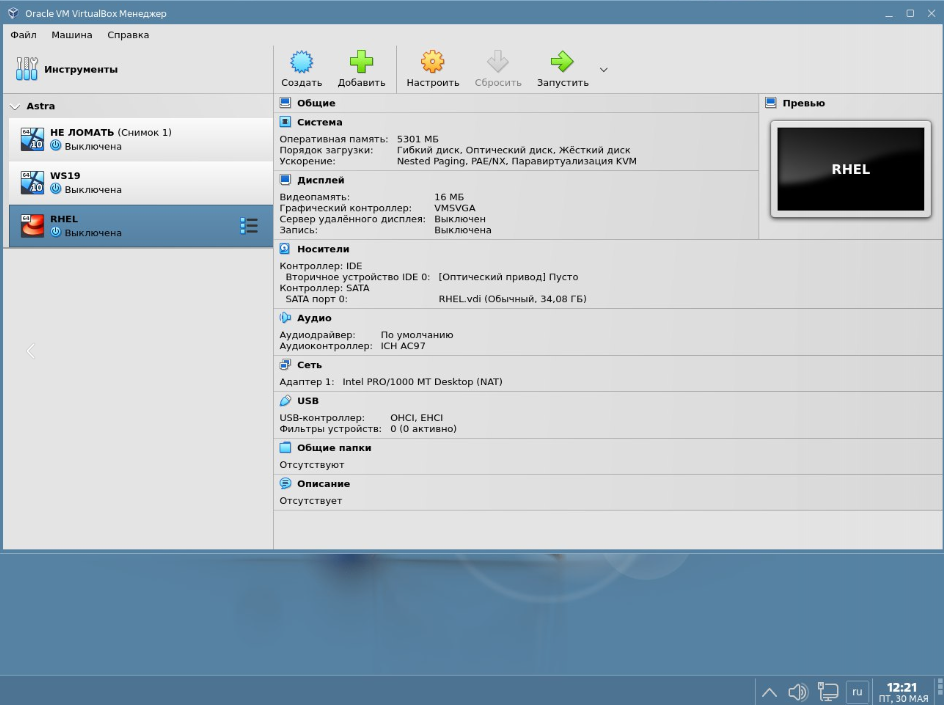 Oracle VM VirtualBox Менеджер
Файл Машина Справка
Инструменты
Создать Добавить Настроить Сбросить Запустить
Astra
64
10
НЕ ЛОМАТЬ (Снимок 1)
Выключена
64
10
WS19
Выключена
64
RHEL
Выключена
Общие
Система
Оперативная память: 5301 МБ
Порядок загрузки: Гибкий диск, Оптический диск, Жёсткий диск
Ускорение: Nested Paging, PAE/NX, Паравиртуализация KVM
Дисплей
Видеопамять: 16 МБ
Графический контроллер: VMSVGA
Сервер удалённого дисплея: Выключен
Запись: Выключена
Носители
Контроллер: IDE
Вторичное устройство IDE 0: [Оптический привод] Пусто
Контроллер: SATA
SATA порт 0: RHEL.vdi (Обычный, 34,08 ГБ)
Аудио
Аудиодрайвер: По умолчанию
Аудиоконтроллер: ICH AC97
Сеть
Адаптер 1: Intel PRO/1000 MT Desktop (NAT)
USB
USB-контроллер: OHCI, EHCI
Фильтры устройств: 0 (0 активно)
Общие папки
Отсутствуют
Описание
Отсутствует
Превью
RHEL
ru
12:21
ПТ, 30 МАЯ